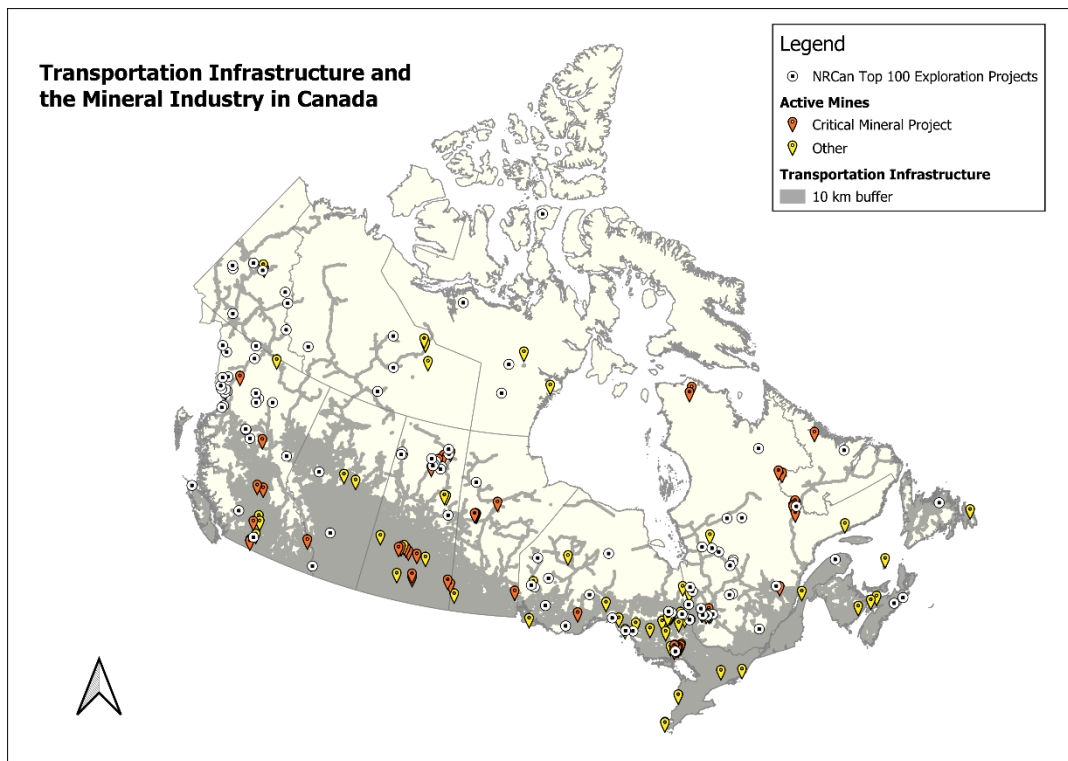 Transportation Infrastructure and
the Mineral Industry in Canada
Legend
NRCan Top 100 Exploration Projects
Active Mines
Critical Mineral Project
Other
Transportation Infrastructure
10 km buffer